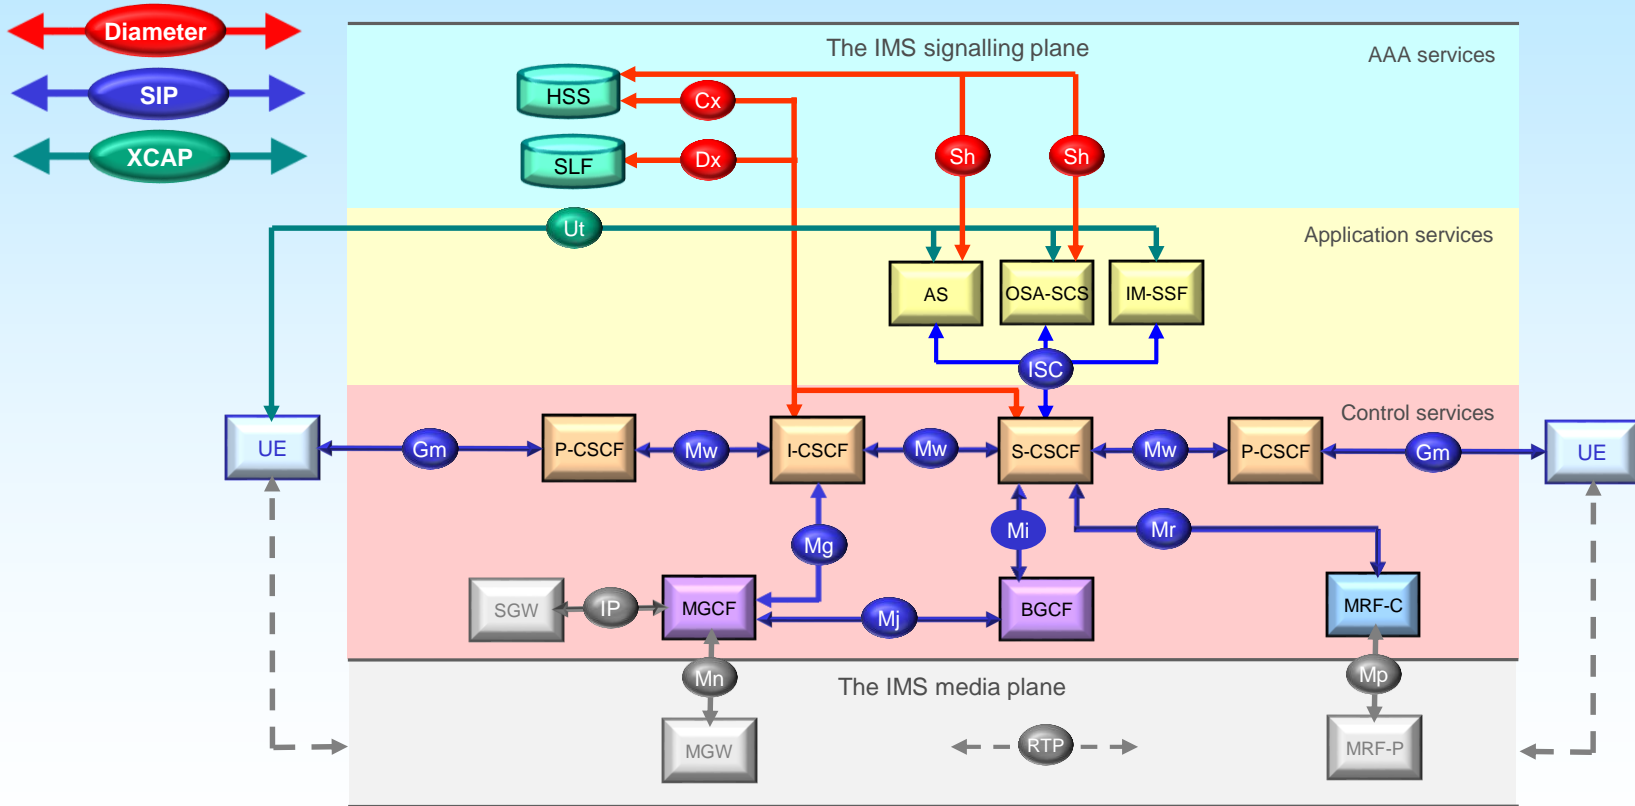 Diameter
SIP
XCAP
The IMS signalling plane
AAA services
HSS
Cx
SLF
Dx
Sh
Sh
Ut
Application services
AS
OSA-SCS
IM-SSF
ISC
Control services
UE
Gm
P-CSCF
Mw
I-CSCF
Mw
S-CSCF
Mw
P-CSCF
Gm
UE
Mg
Mi
Mr
SGW
IP
MGCF
Mj
BGCF
MRF-C
Mn
The IMS media plane
Mp
MGW
RTP
MRF-P